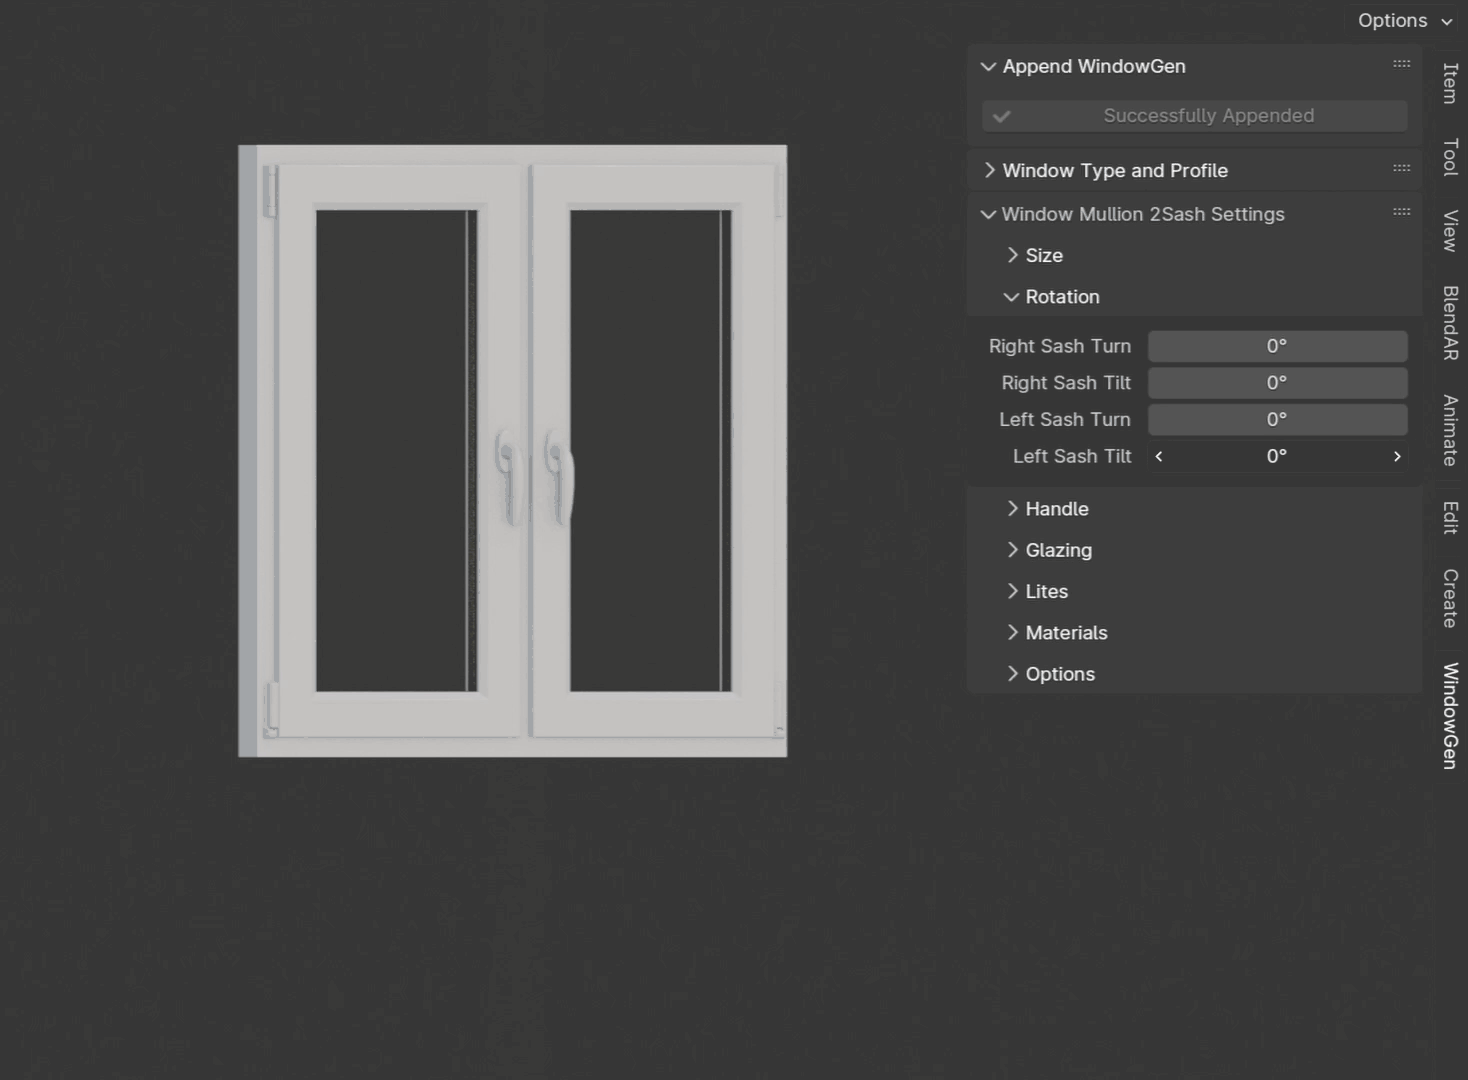 Options
Append WindowGen
Successfully Appended
Window Type and Profile
Window Mullion 2Sash Settings
Size
Rotation
Right Sash Turn 0°
Right Sash Tilt 0°
Left Sash Turn 0°
Left Sash Tilt 0°
Handle
Glazing
Lites
Materials
Options
Item
Tool
View
BlendAR
Animate
Edit
Create
WindowGen